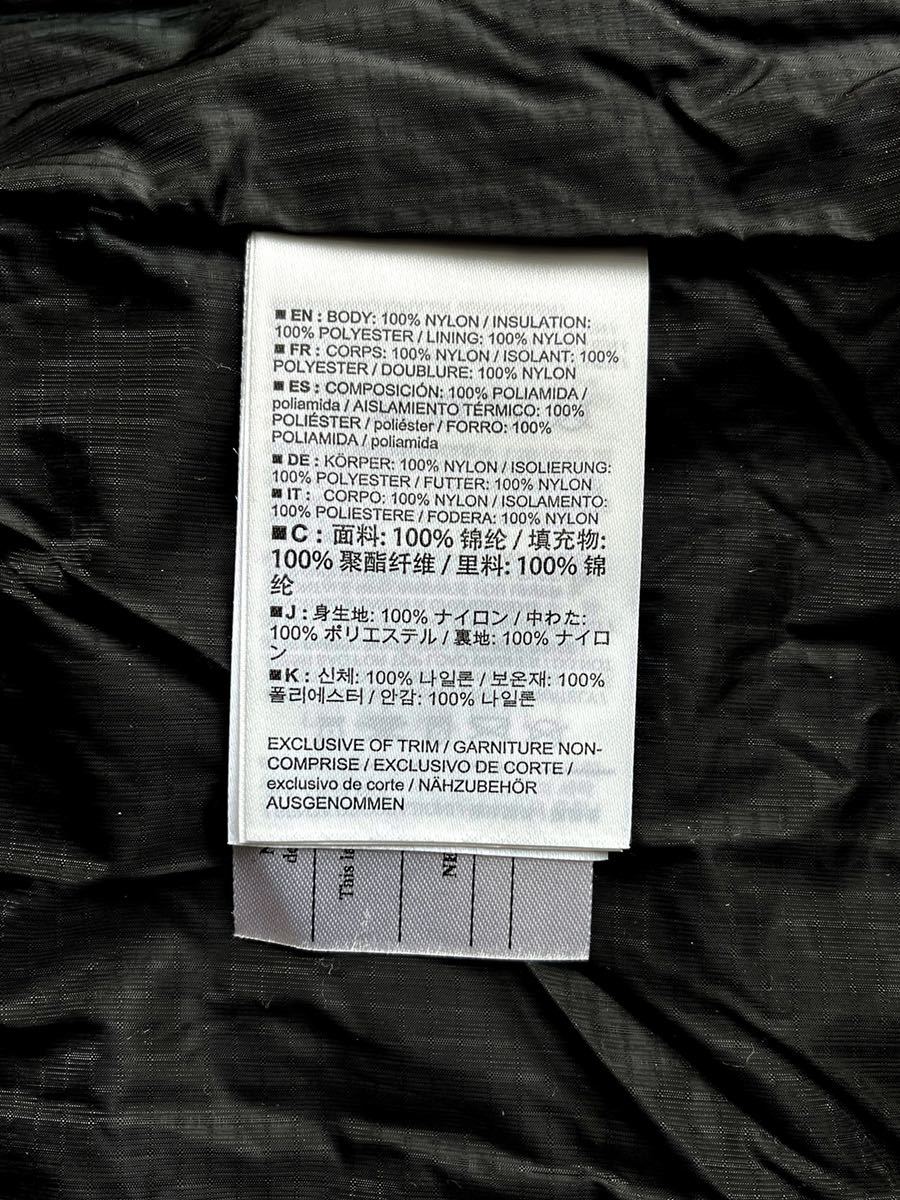 EN : BODY: 100% NYLON / INSULATION:
100% POLYESTER / LINING: 100% NYLON
FR : CORPS: 100% NYLON / ISOLANT: 100%
POLYESTER / DOUBLURE: 100% NYLON
ES : COMPOSICIÓN: 100% POLIAMIDA /
poliamida / AISLAMIENTO TÉRMICO: 100%
POLIÉSTER / poliéster / FORRO: 100%
POLIAMIDA / poliamida
DE : KÖRPER: 100% NYLON / ISOLIERUNG:
100% POLYESTER / FUTTER: 100% NYLON
IT : CORPO: 100% NYLON / ISOLAMENTO:
100% POLIESTERE / FODERA: 100% NYLON
C : 面料: 100% 锦纶 / 填充物:
100% 聚酯纤维 / 里料: 100% 锦
纶
J : 身生地: 100% ナイロン / 中わた:
100% ポリエステル / 裏地: 100% ナイロ
ン
K : 신체: 100% 나일론 / 보온재: 100%
폴리에스터 / 안감: 100% 나일론
EXCLUSIVE OF TRIM / GARNITURE NON-
COMPRISE / EXCLUSIVO DE CORTE /
exclusivo de corte / NÄHZUBEHÖR
AUSGENOMMEN
This